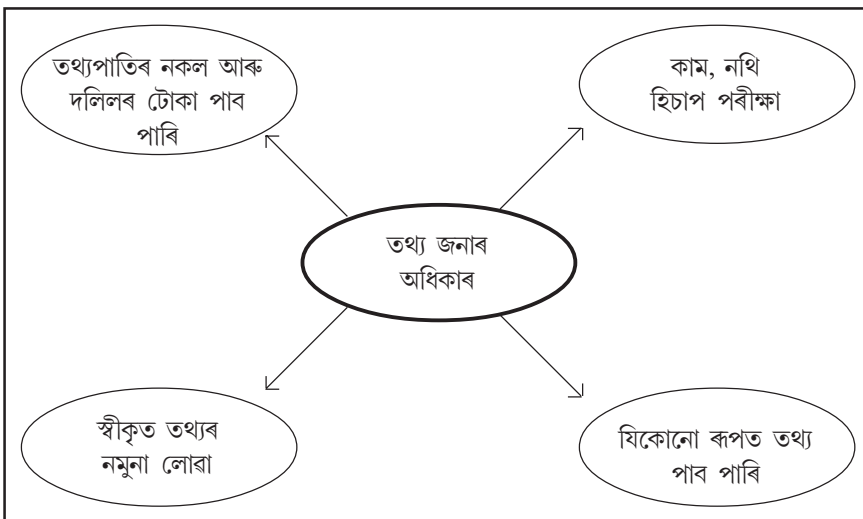 তথ্যপাতিৰ নকল আৰু
দলিলৰ টোকা পাব
পাৰি
কাম, নথি
হিচাপ পৰীক্ষা
তথ্য জনাৰ
অধিকাৰ
স্বীকৃত তথ্যৰ
নমুনা লোৱা
যিকোনো ৰূপত তথ্য
পাব পাৰি